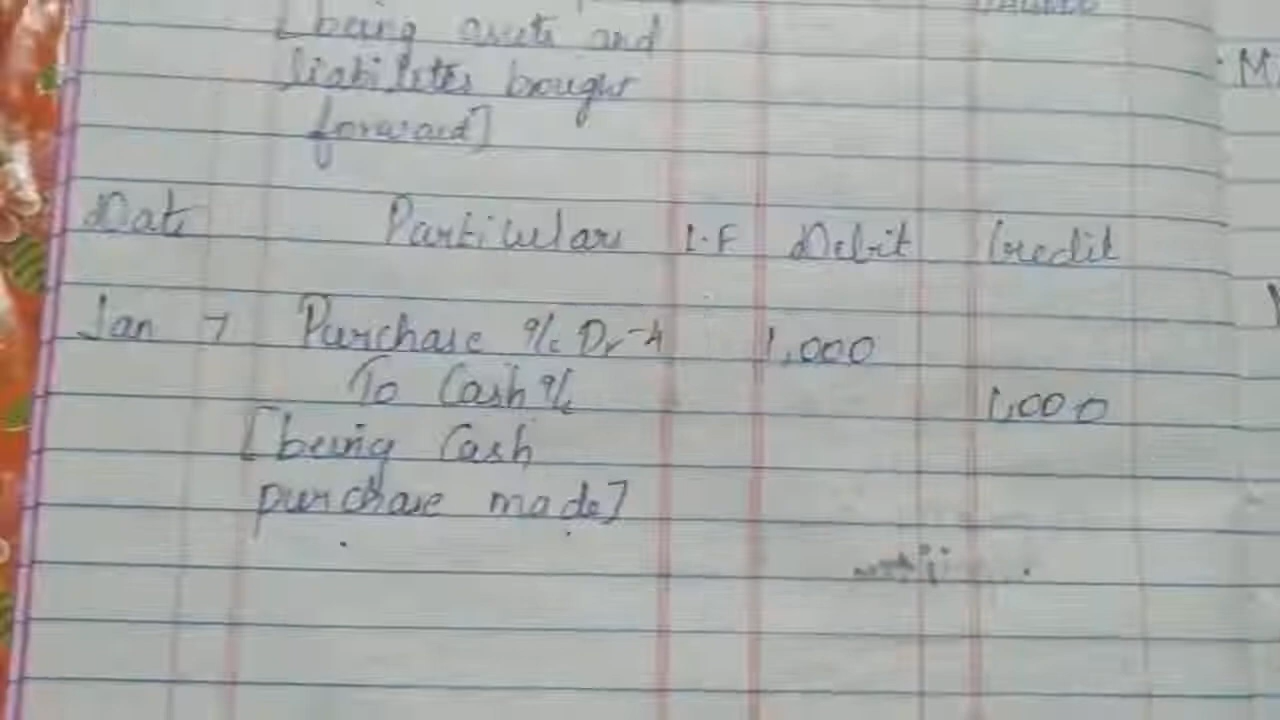 [being assets and
liabilites brought
forward]
Date Particulars L.F Debit Credit
Jan 7 Purchase a/c Dr 1,000
To Cash a/c 1,000
[being Cash
purchase made]